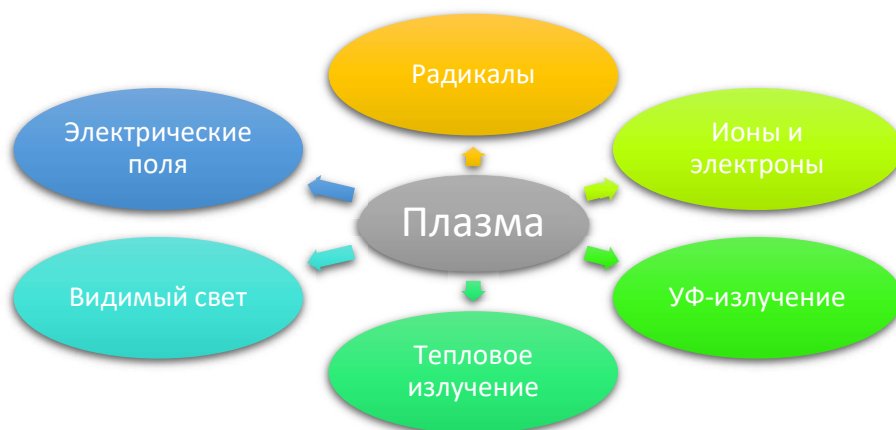 Радикалы
Электрические
поля
Ионы и
электроны
Плазма
Видимый свет
УФ-излучение
Тепловое
излучение